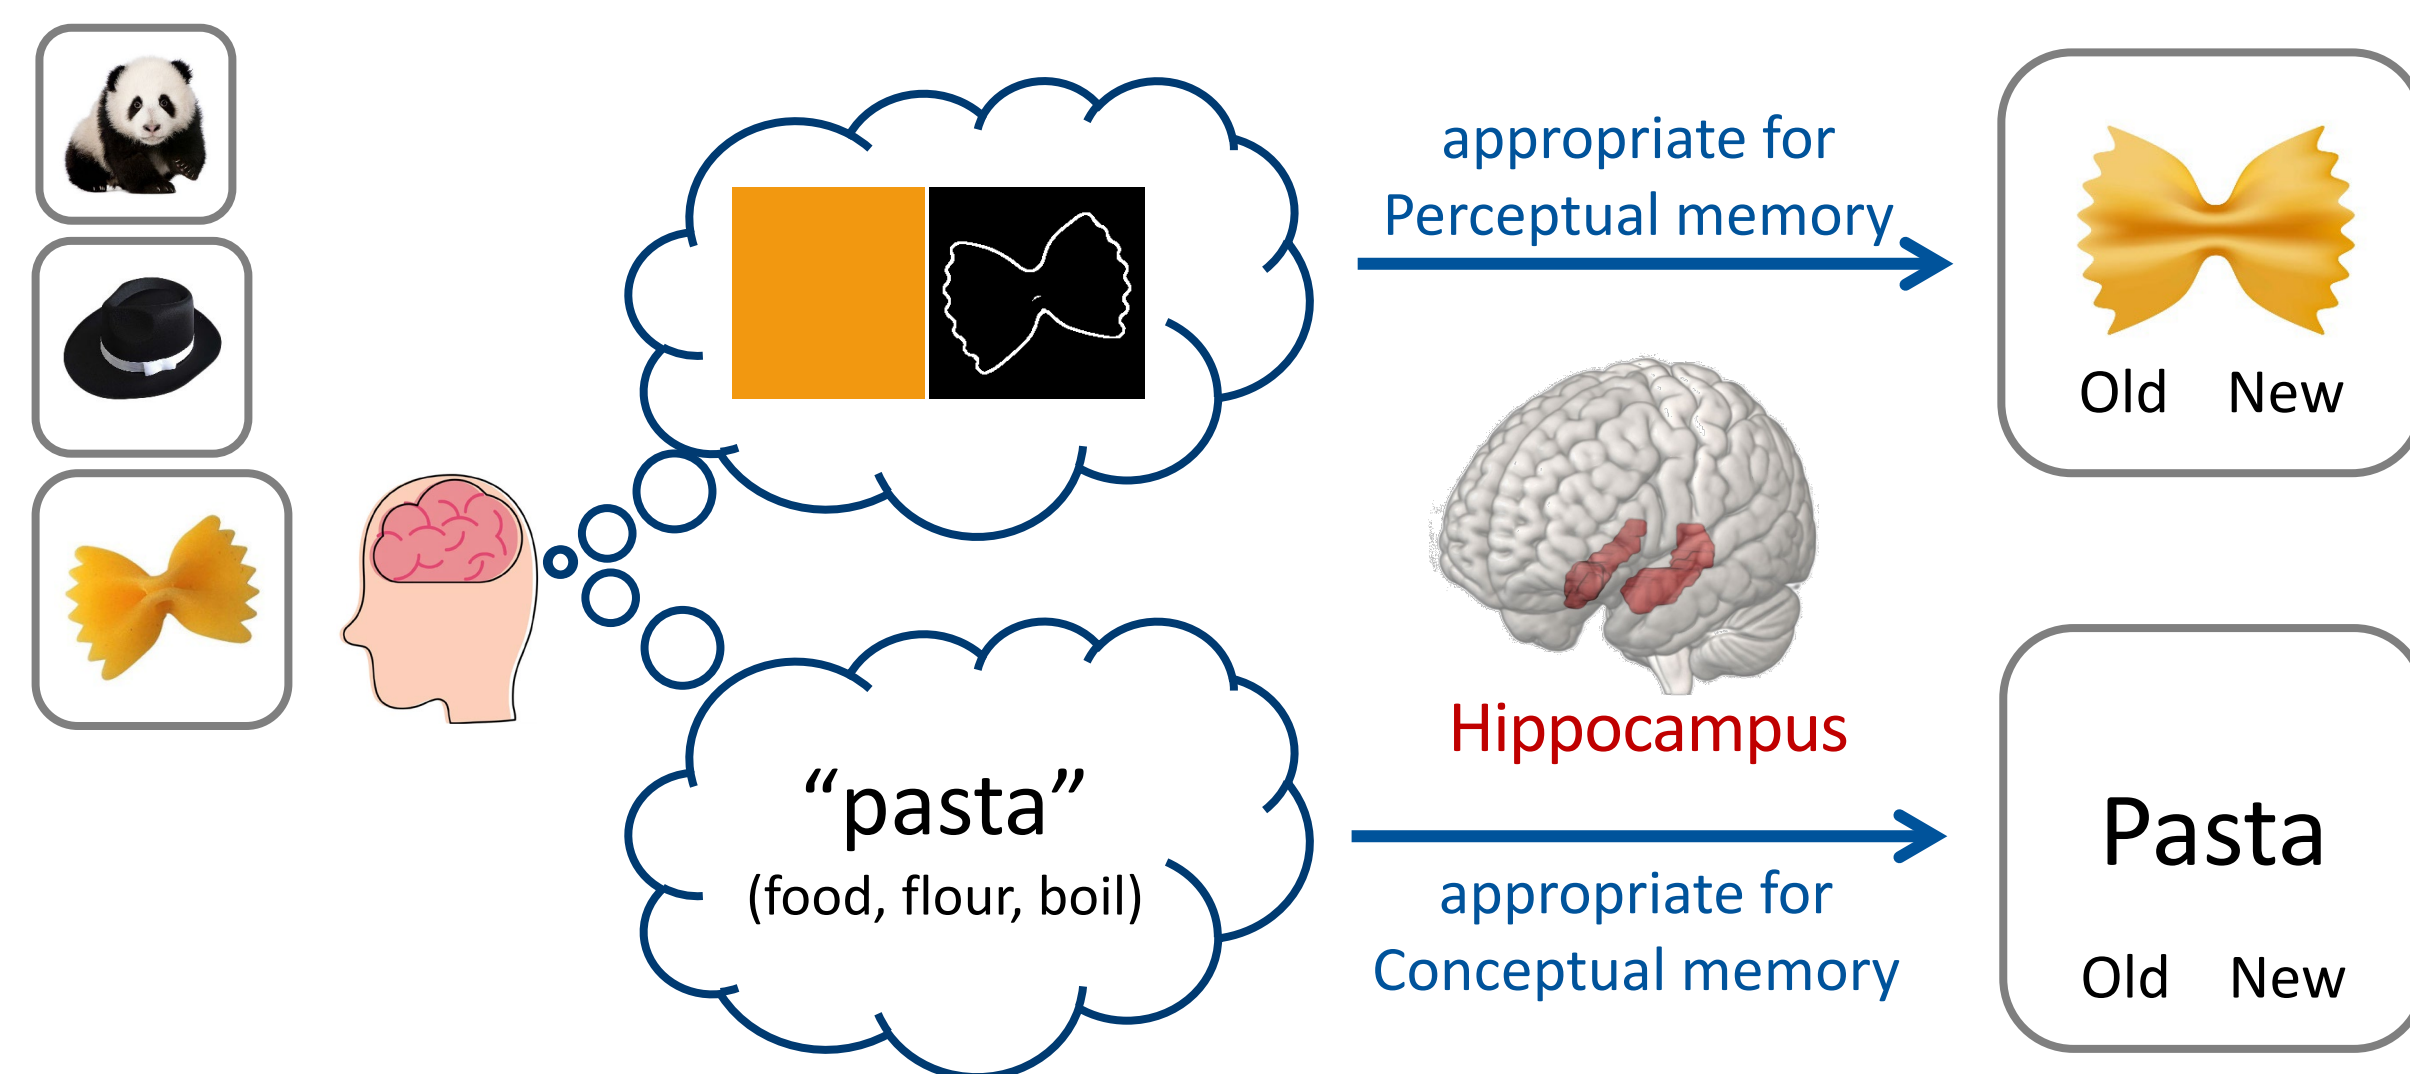 appropriate for
Perceptual memory
Old New
Hippocampus
“pasta”
(food, flour, boil)
appropriate for
Conceptual memory
Pasta
Old New